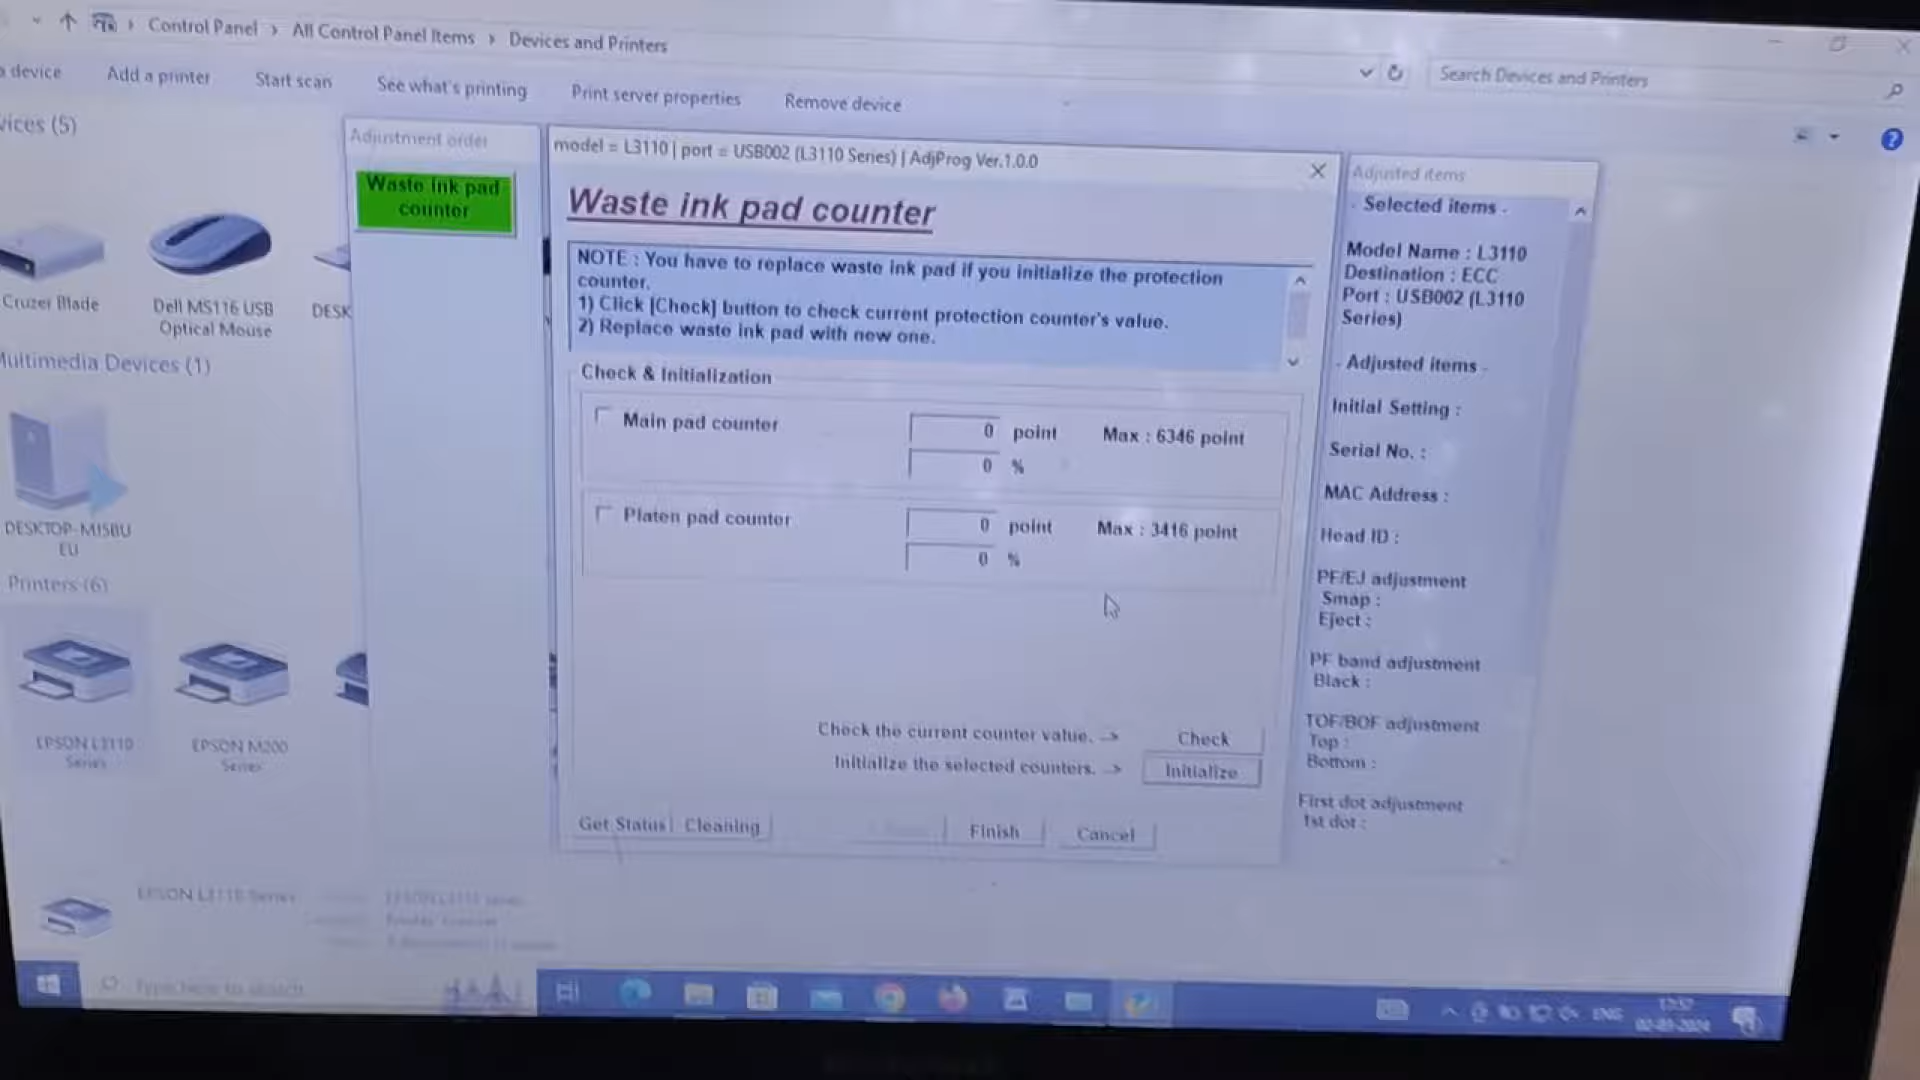 Control Panel › All Control Panel Items › Devices and Printers
Search Devices and Printers
a device Add a printer Start scan See what's printing Print server properties Remove device
vices (5)
Cruzer Blade
Dell MS116 USB
Optical Mouse
DESK
Multimedia Devices (1)
DESKTOP-M15BU
EU
Printers (6)
EPSON L3110
Series
EPSON M200
Series
EPSON L3110 Series
Adjustment order
Waste ink pad
counter
model = L3110 | port = USB002 (L3110 Series) | AdjProg Ver.1.0.0
Waste ink pad counter
NOTE : You have to replace waste ink pad if you initialize the protection
counter.
1) Click [Check] button to check current protection counter's value.
2) Replace waste ink pad with new one.
Check & Initialization
Main pad counter 0 point Max : 6346 point
0 %
Platen pad counter 0 point Max : 3416 point
0 %
Check the current counter value. --> Check
Initialize the selected counters. --> Initialize
Get Status Cleaning Finish Cancel
Adjusted items
- Selected items -
Model Name : L3110
Destination : ECC
Port : USB002 (L3110
Series)
- Adjusted items -
Initial Setting :
Serial No. :
MAC Address :
Head ID :
PF/EJ adjustment
Smap :
Eject :
PF band adjustment
Black :
TOF/BOF adjustment
Top :
Bottom :
First dot adjustment
1st dot :
Type here to search
ENG